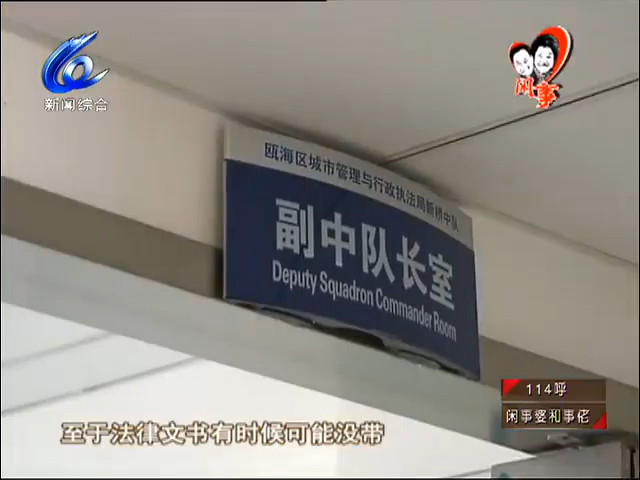 新闻综合
闲事
瓯海区城市管理与行政执法局新桥中队
副中队长室
Deputy Squadron Commander Room
114呼
闲事婆和事佬
至于法律文书有时候可能没带